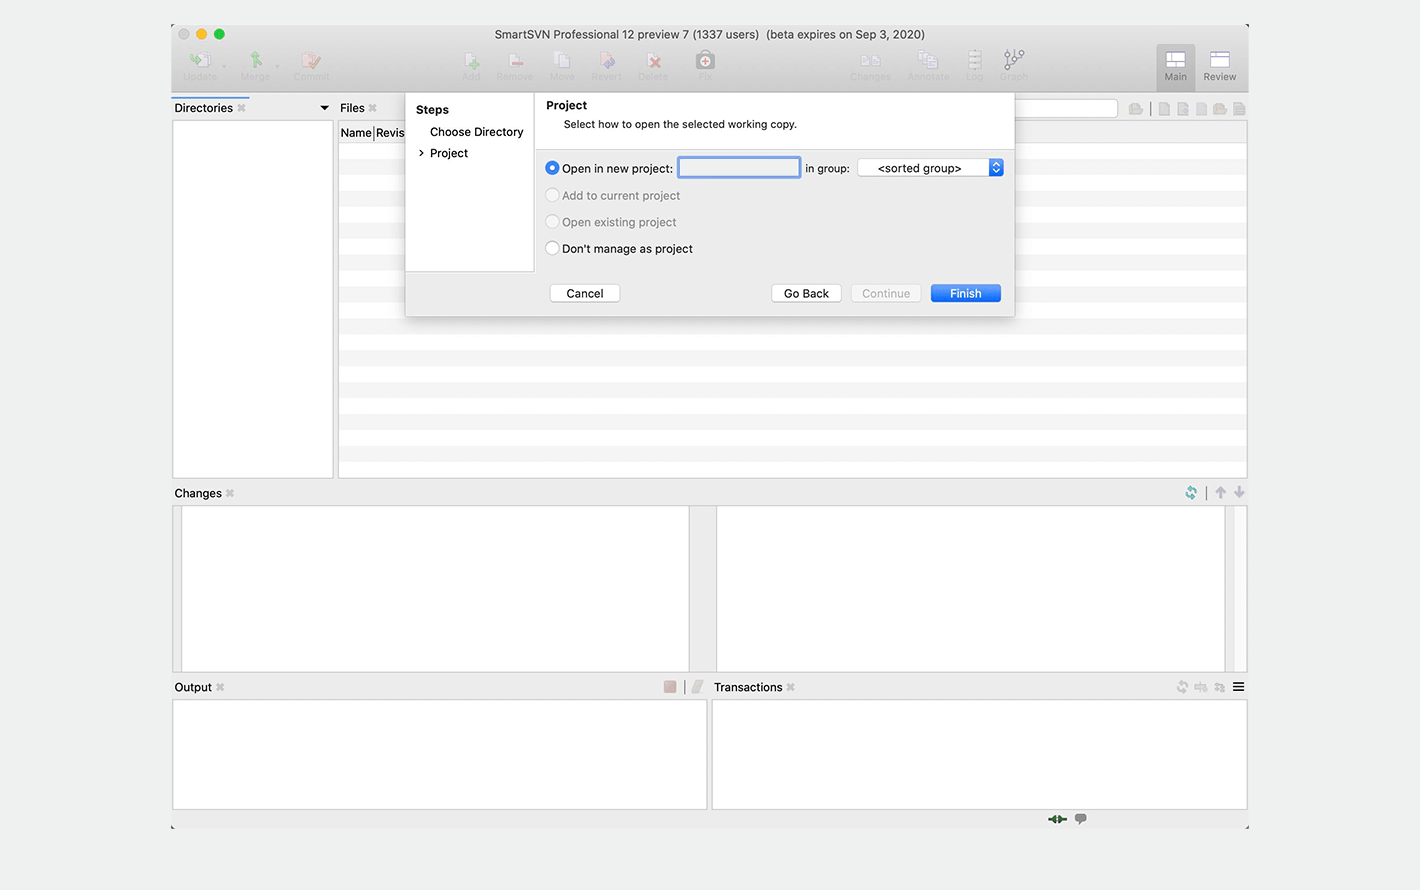 SmartSVN Professional 12 preview 7 (1337 users)  (beta expires on Sep 3, 2020)
Update Merge Commit Add Remove Move Revert Delete Fix Changes Annotate Log Graph Main Review
Directories Files
Name Revis
Steps
Choose Directory
Project
Project
Select how to open the selected working copy.
Open in new project: in group: <sorted group>
Add to current project
Open existing project
Don't manage as project
Cancel Go Back Continue Finish
Changes
Output Transactions